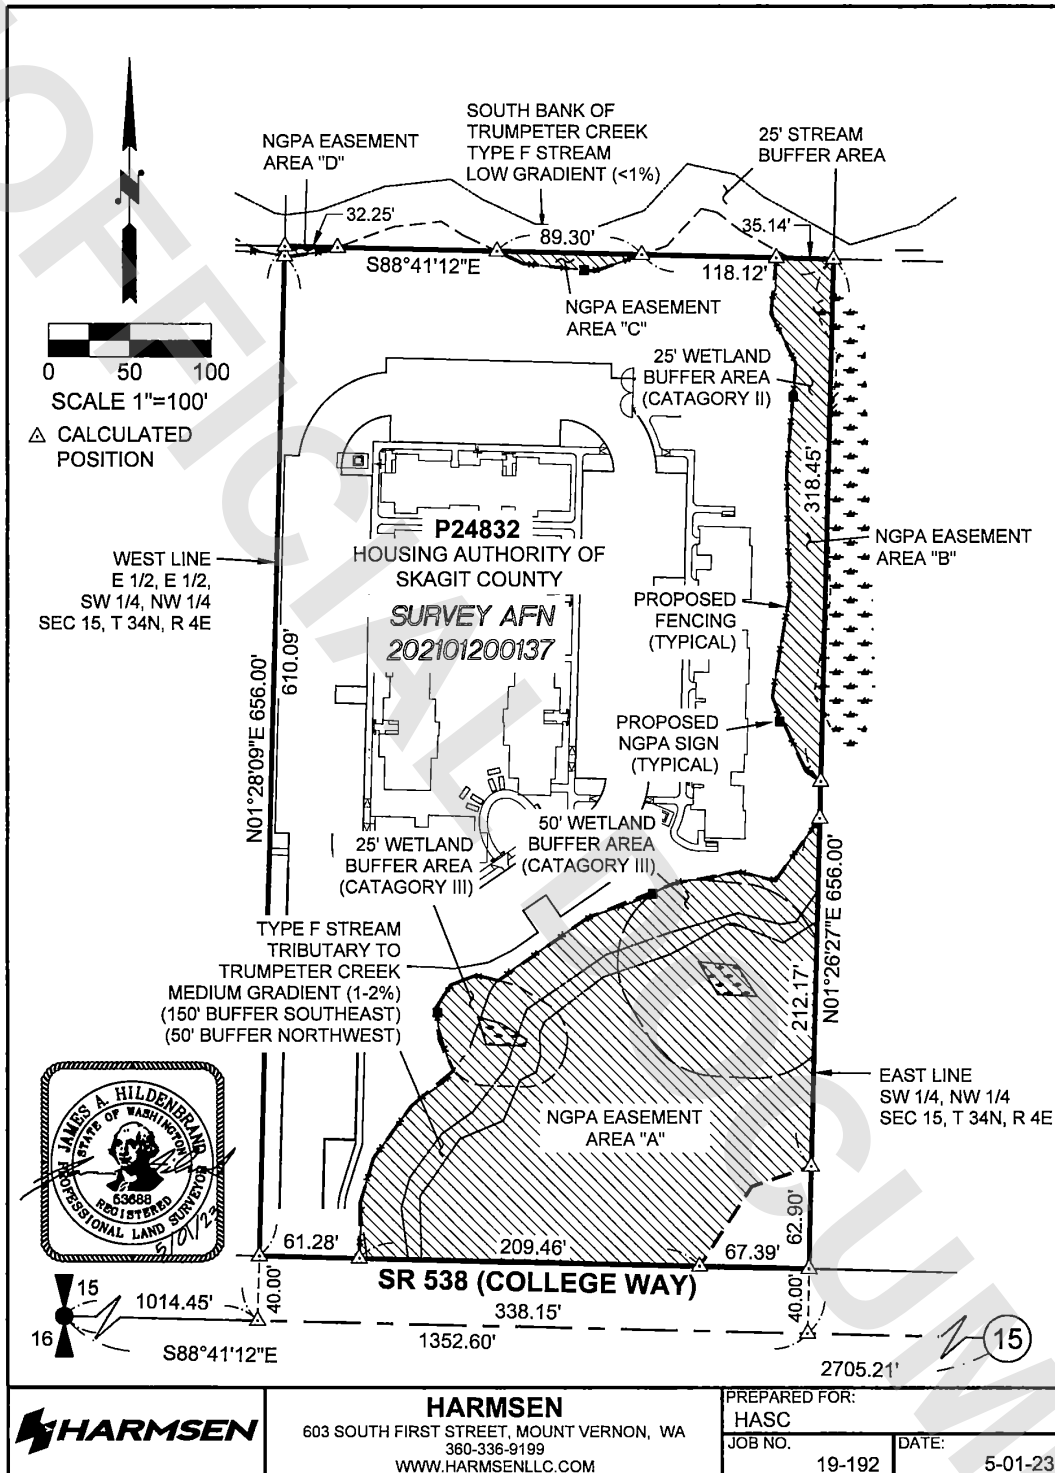 UNOFFICIAL DOCUMENT
NGPA EASEMENT
AREA "D"
SOUTH BANK OF
TRUMPETER CREEK
TYPE F STREAM
LOW GRADIENT (<1%)
25' STREAM
BUFFER AREA
N
32.25'
89.30'
35.14'
S88°41'12"E
118.12'
NGPA EASEMENT
AREA "C"
0 50 100
SCALE 1"=100'
CALCULATED
POSITION
25' WETLAND
BUFFER AREA
(CATAGORY II)
318.45'
P24832
HOUSING AUTHORITY OF
SKAGIT COUNTY
SURVEY AFN
202101200137
WEST LINE
E 1/2, E 1/2,
SW 1/4, NW 1/4
SEC 15, T 34N, R 4E
NGPA EASEMENT
AREA "B"
PROPOSED
FENCING
(TYPICAL)
PROPOSED
NGPA SIGN
(TYPICAL)
N01°28'09"E 656.00'
610.09'
25' WETLAND
BUFFER AREA
(CATAGORY III)
50' WETLAND
BUFFER AREA
(CATAGORY III)
N01°26'27"E 656.00'
212.17'
TYPE F STREAM
TRIBUTARY TO
TRUMPETER CREEK
MEDIUM GRADIENT (1-2%)
(150' BUFFER SOUTHEAST)
(50' BUFFER NORTHWEST)
EAST LINE
SW 1/4, NW 1/4
SEC 15, T 34N, R 4E
NGPA EASEMENT
AREA "A"
JAMES A. HILDENBRAND
STATE OF WASHINGTON
53688
REGISTERED
PROFESSIONAL LAND SURVEYOR
5/01/23
62.90'
61.28'
209.46'
67.39'
SR 538 (COLLEGE WAY)
40.00'
40.00'
15
16
1014.45'
338.15'
1352.60'
S88°41'12"E
2705.21'
15
HARMSEN
HARMSEN
603 SOUTH FIRST STREET, MOUNT VERNON, WA
360-336-9199
WWW.HARMSENLLC.COM
PREPARED FOR:
HASC
JOB NO.
19-192
DATE:
5-01-23